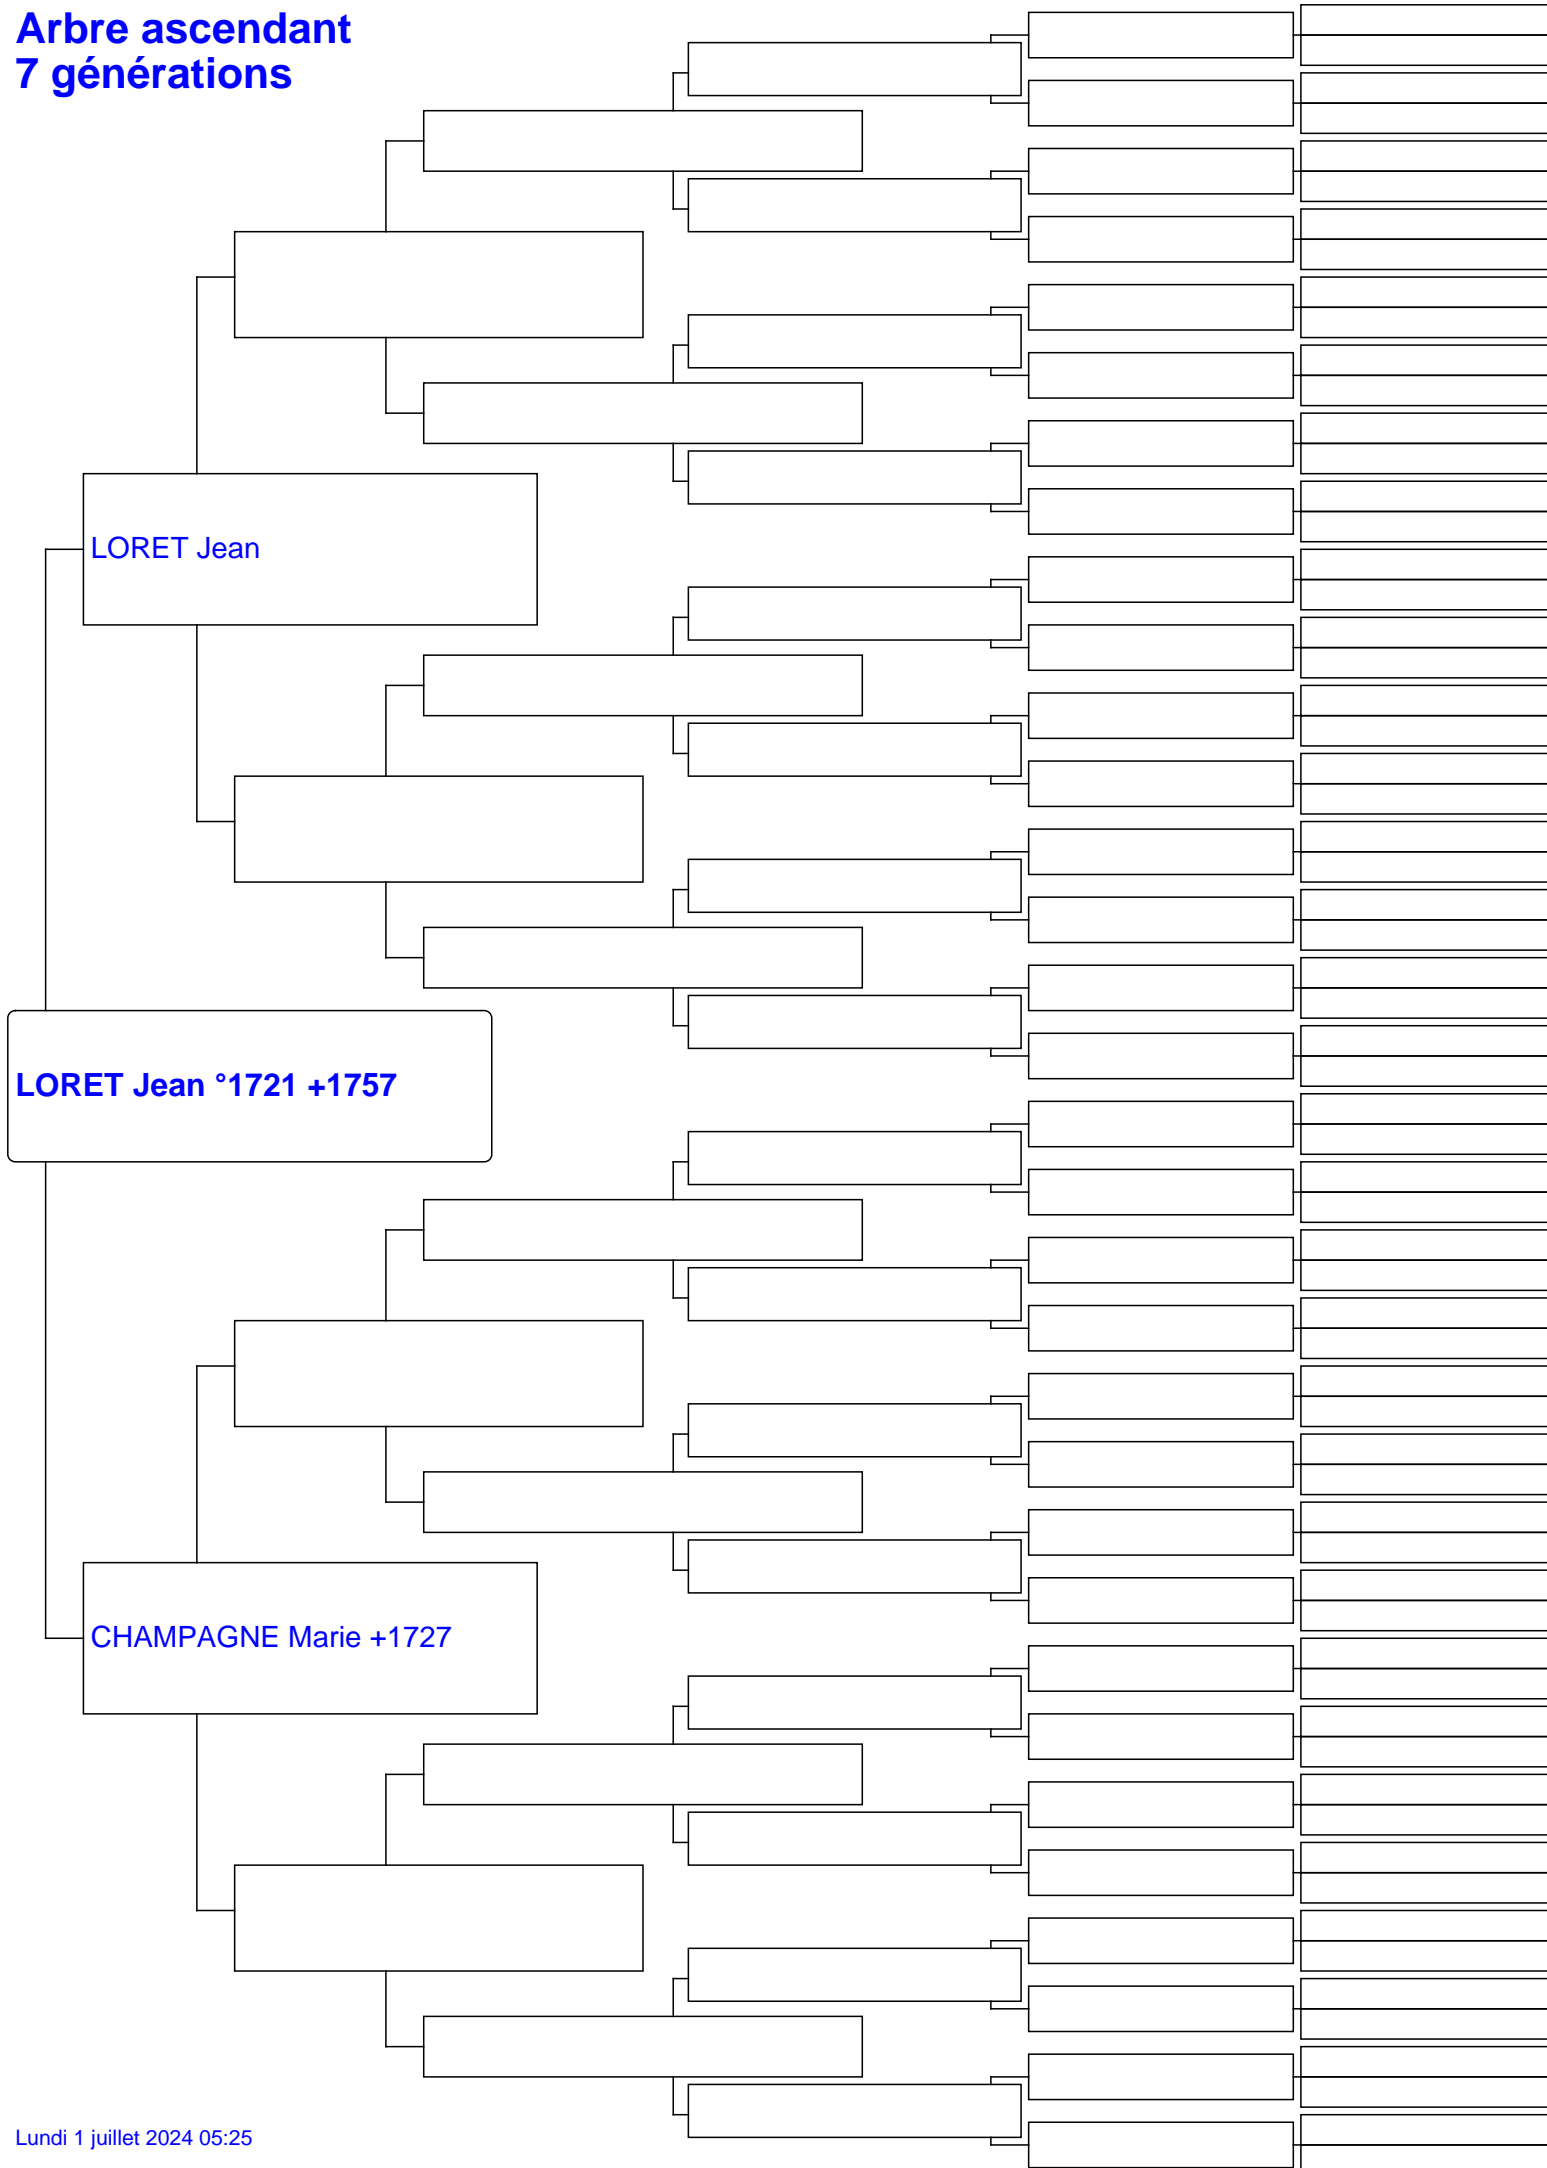 Arbre ascendant
7 générations
LORET Jean
LORET Jean °1721 +1757
CHAMPAGNE Marie +1727
Lundi 1 juillet 2024 05:25